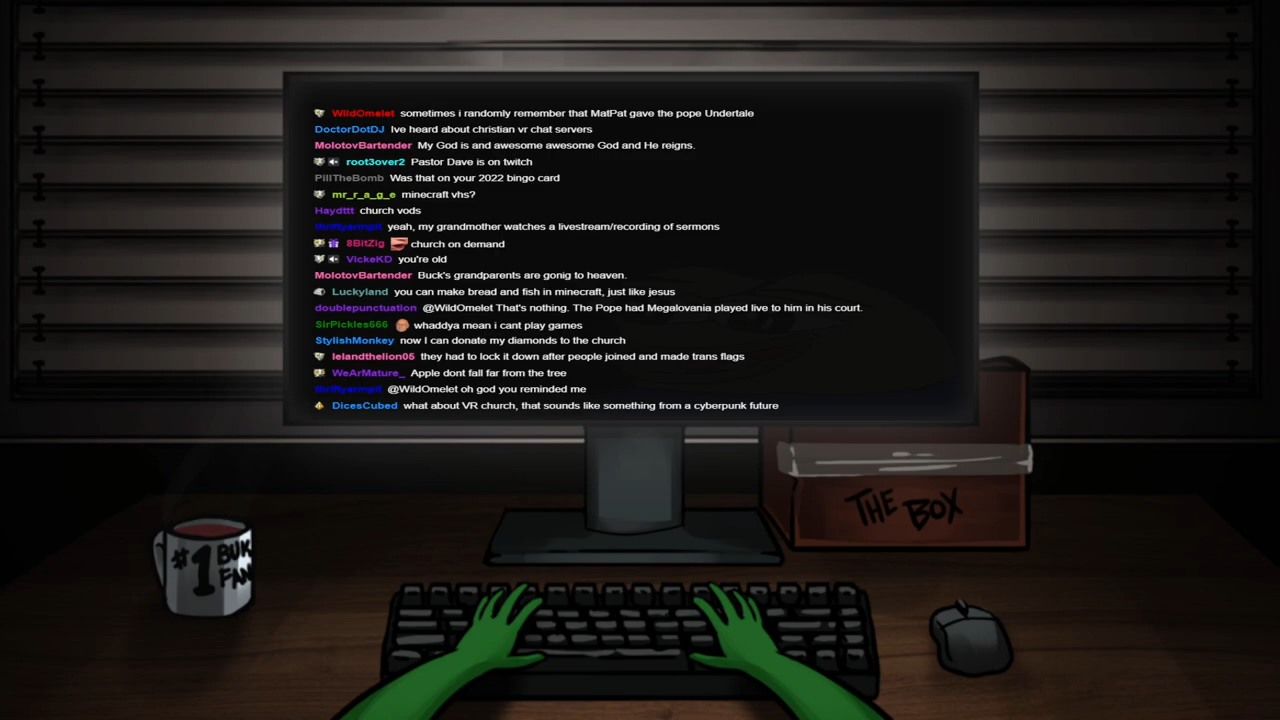 WildOmelet sometimes i randomly remember that MatPat gave the pope Undertale
DoctorDotDJ Ive heard about christian vr chat servers
MolotovBartender My God is and awesome awesome God and He reigns.
root3over2 Pastor Dave is on twitch
PillTheBomb Was that on your 2022 bingo card
mr_r_a_g_e minecraft vhs?
Haydttt church vods
thriftyarmpit yeah, my grandmother watches a livestream/recording of sermons
8BitZig church on demand
VickeKD you're old
MolotovBartender Buck's grandparents are gonig to heaven.
Luckyland you can make bread and fish in minecraft, just like jesus
doublepunctuation @WildOmelet That's nothing. The Pope had Megalovania played live to him in his court.
SirPickles666 whaddya mean i cant play games
StylishMonkey now I can donate my diamonds to the church
lelandthelion05 they had to lock it down after people joined and made trans flags
WeArMature_ Apple dont fall far from the tree
thriftyarmpit @WildOmelet oh god you reminded me
DicesCubed what about VR church, that sounds like something from a cyberpunk future
THE BOX
#1 BUK
FAN